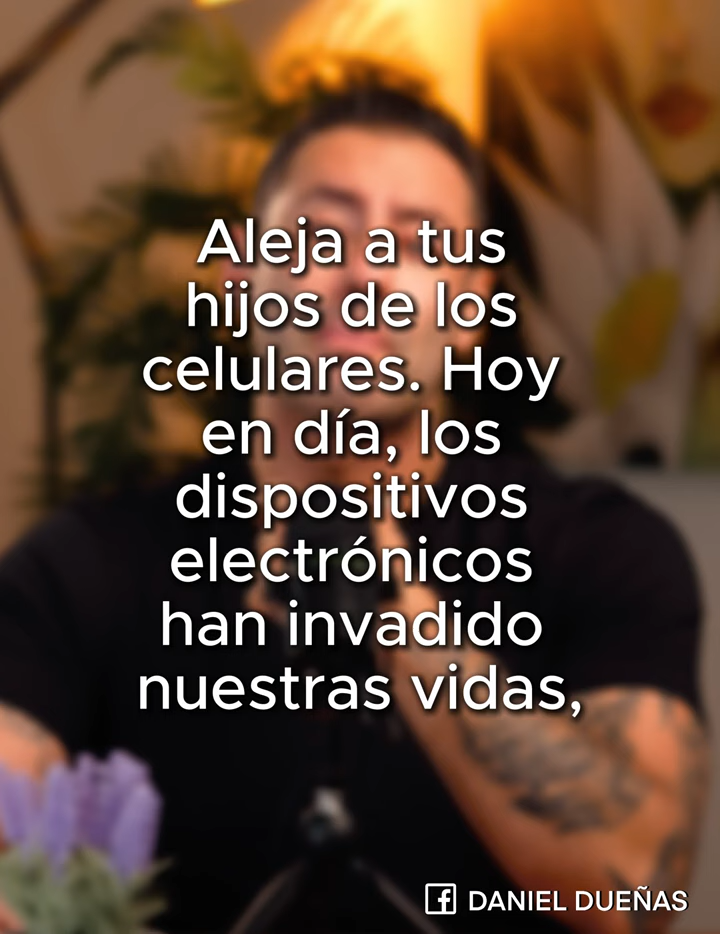 Aleja a tus
hijos de los
celulares. Hoy
en día, los
dispositivos
electrónicos
han invadido
nuestras vidas,
DANIEL DUEÑAS